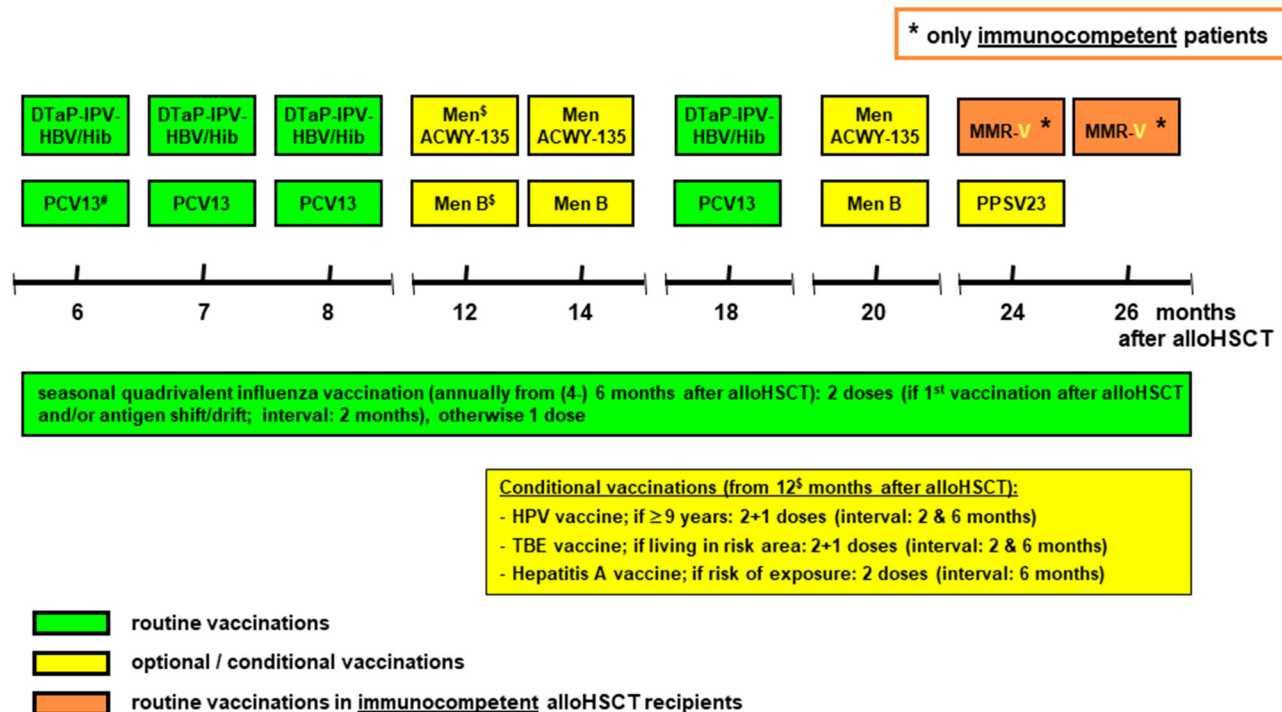 * only immunocompetent patients
DTaP-IPV-
HBV/Hib
DTaP-IPV-
HBV/Hib
DTaP-IPV-
HBV/Hib
Men$
ACWY-135
Men
ACWY-135
DTaP-IPV-
HBV/Hib
Men
ACWY-135
MMR-V *
MMR-V *
PCV13#
PCV13
PCV13
Men B$
Men B
PCV13
Men B
PPSV23
6 7 8 12 14 18 20 24 26 months
after alloHSCT
seasonal quadrivalent influenza vaccination (annually from (4-) 6 months after alloHSCT): 2 doses (if 1st vaccination after alloHSCT
and/or antigen shift/drift; interval: 2 months), otherwise 1 dose
Conditional vaccinations (from 12$ months after alloHSCT):
- HPV vaccine; if ≥ 9 years: 2+1 doses (interval: 2 & 6 months)
- TBE vaccine; if living in risk area: 2+1 doses (interval: 2 & 6 months)
- Hepatitis A vaccine; if risk of exposure: 2 doses (interval: 6 months)
routine vaccinations
optional / conditional vaccinations
routine vaccinations in immunocompetent alloHSCT recipients